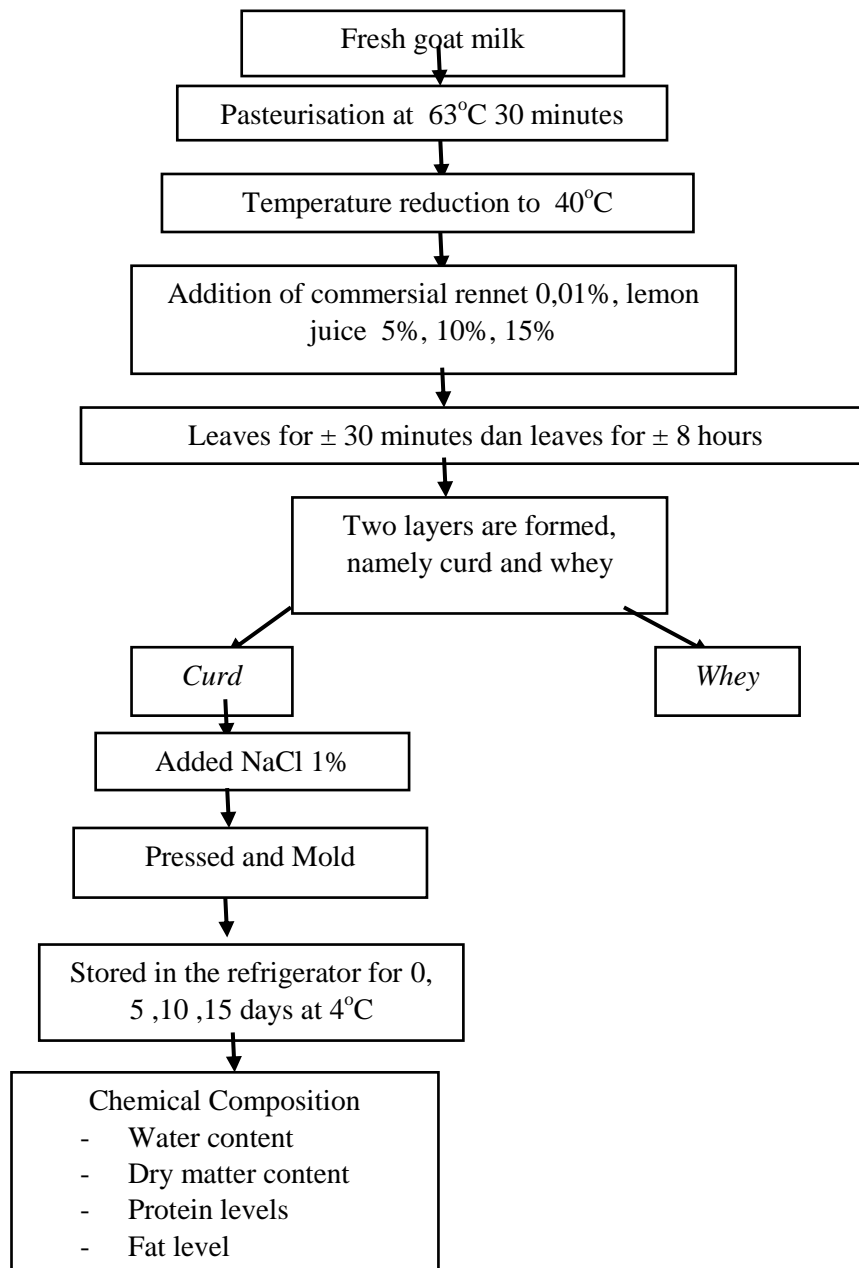 Fresh goat milk
Pasteurisation at 63°C 30 minutes
Temperature reduction to 40°C
Addition of commersial rennet 0,01%, lemon
juice 5%, 10%, 15%
Leaves for ± 30 minutes dan leaves for ± 8 hours
Two layers are formed,
namely curd and whey
Curd
Whey
Added NaCl 1%
Pressed and Mold
Stored in the refrigerator for 0,
5 ,10 ,15 days at 4°C
Chemical Composition
- Water content
- Dry matter content
- Protein levels
- Fat level